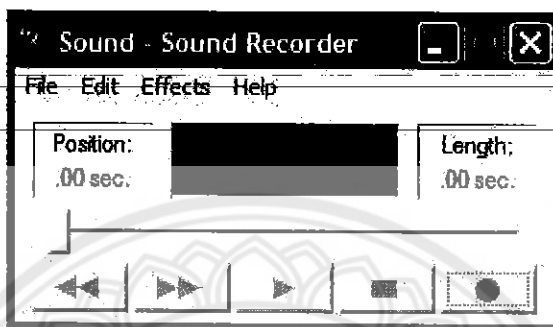 Sound - Sound Recorder
File Edit Effects Help
Position: Length:
.00 sec. .00 sec.